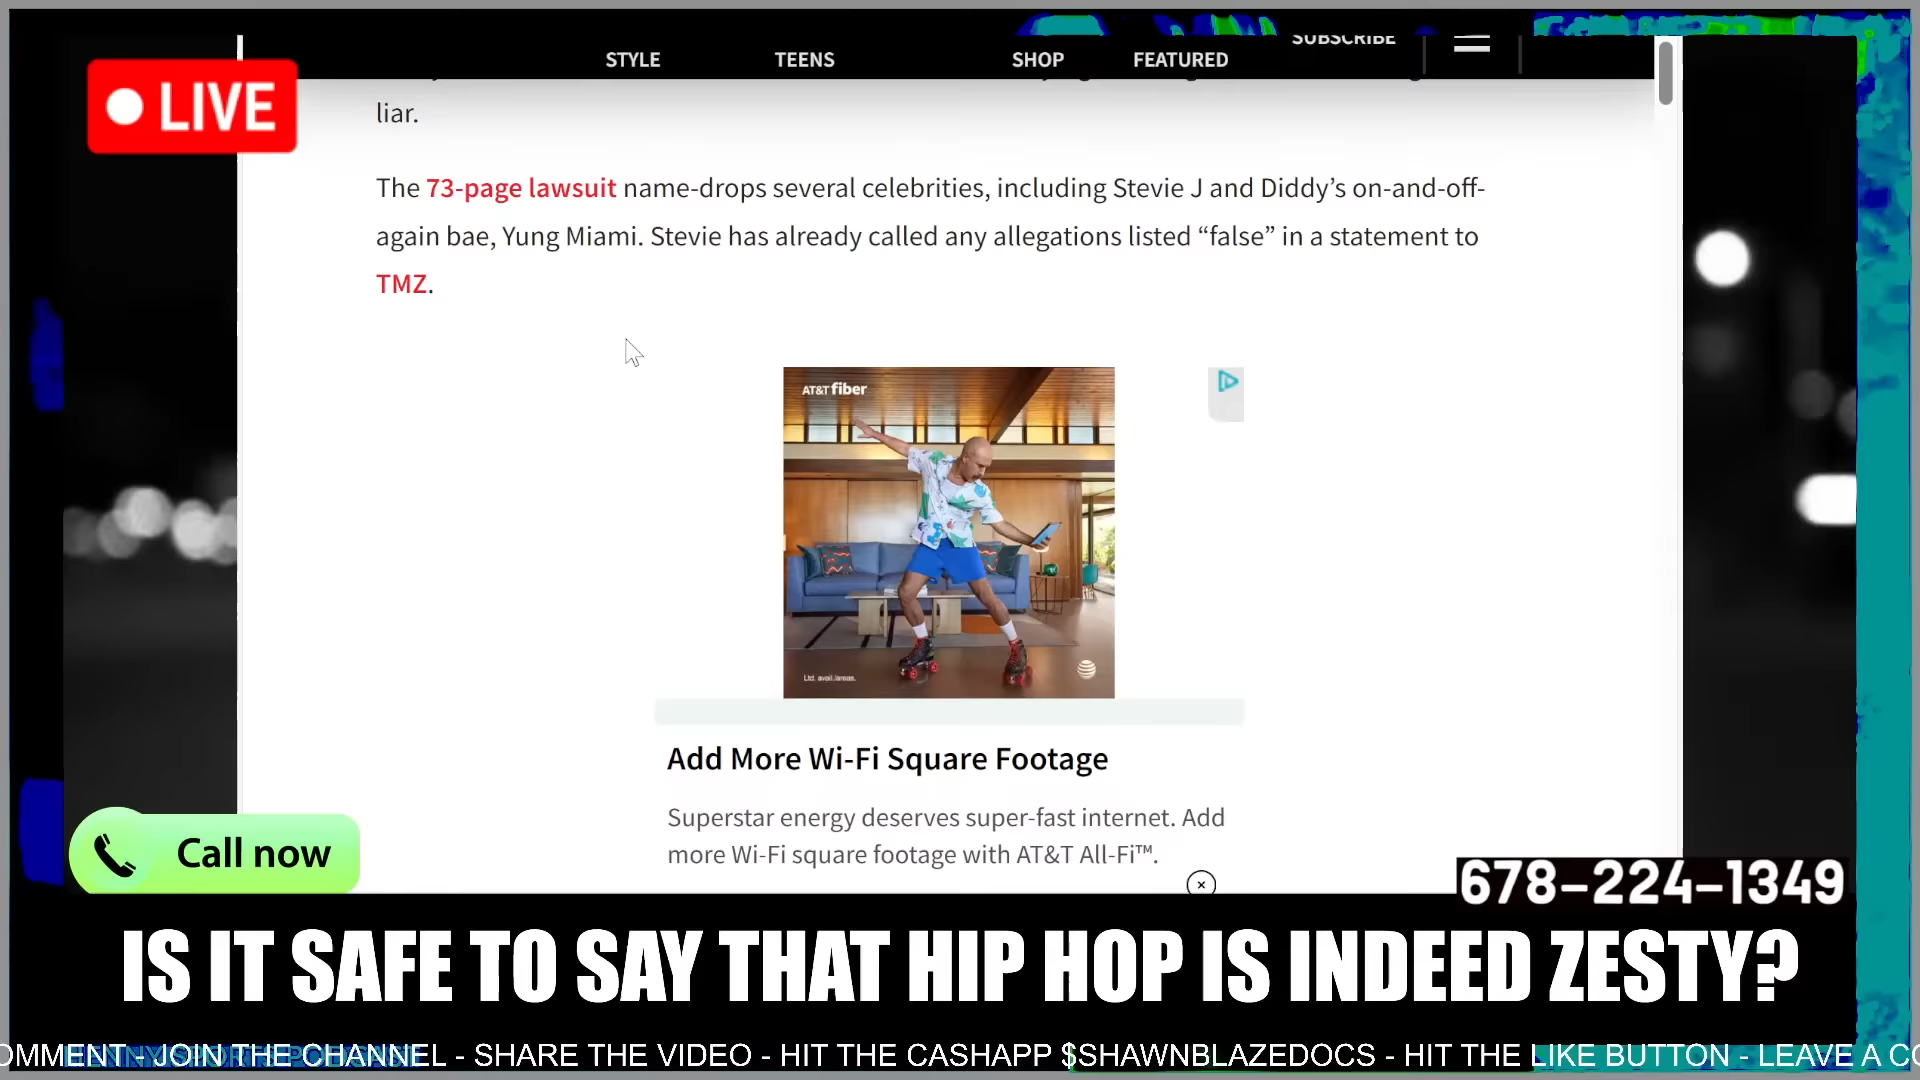 SUBSCRIBE
STYLE TEENS SHOP FEATURED
LIVE
liar.
The 73-page lawsuit name-drops several celebrities, including Stevie J and Diddy’s on-and-off-
again bae, Yung Miami. Stevie has already called any allegations listed “false” in a statement to
TMZ.
AT&T fiber
Ltd. avail./areas.
Add More Wi-Fi Square Footage
Superstar energy deserves super-fast internet. Add
more Wi-Fi square footage with AT&T All-Fi™.
Call now
678-224-1349
IS IT SAFE TO SAY THAT HIP HOP IS INDEED ZESTY?
OMMENT - JOIN THE CHANNEL - SHARE THE VIDEO - HIT THE CASHAPP $SHAWNBLAZEDOCS - HIT THE LIKE BUTTON - LEAVE A CO